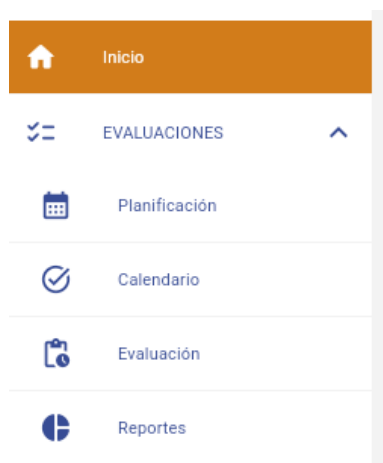 Inicio
EVALUACIONES
Planificación
Calendario
Evaluación
Reportes